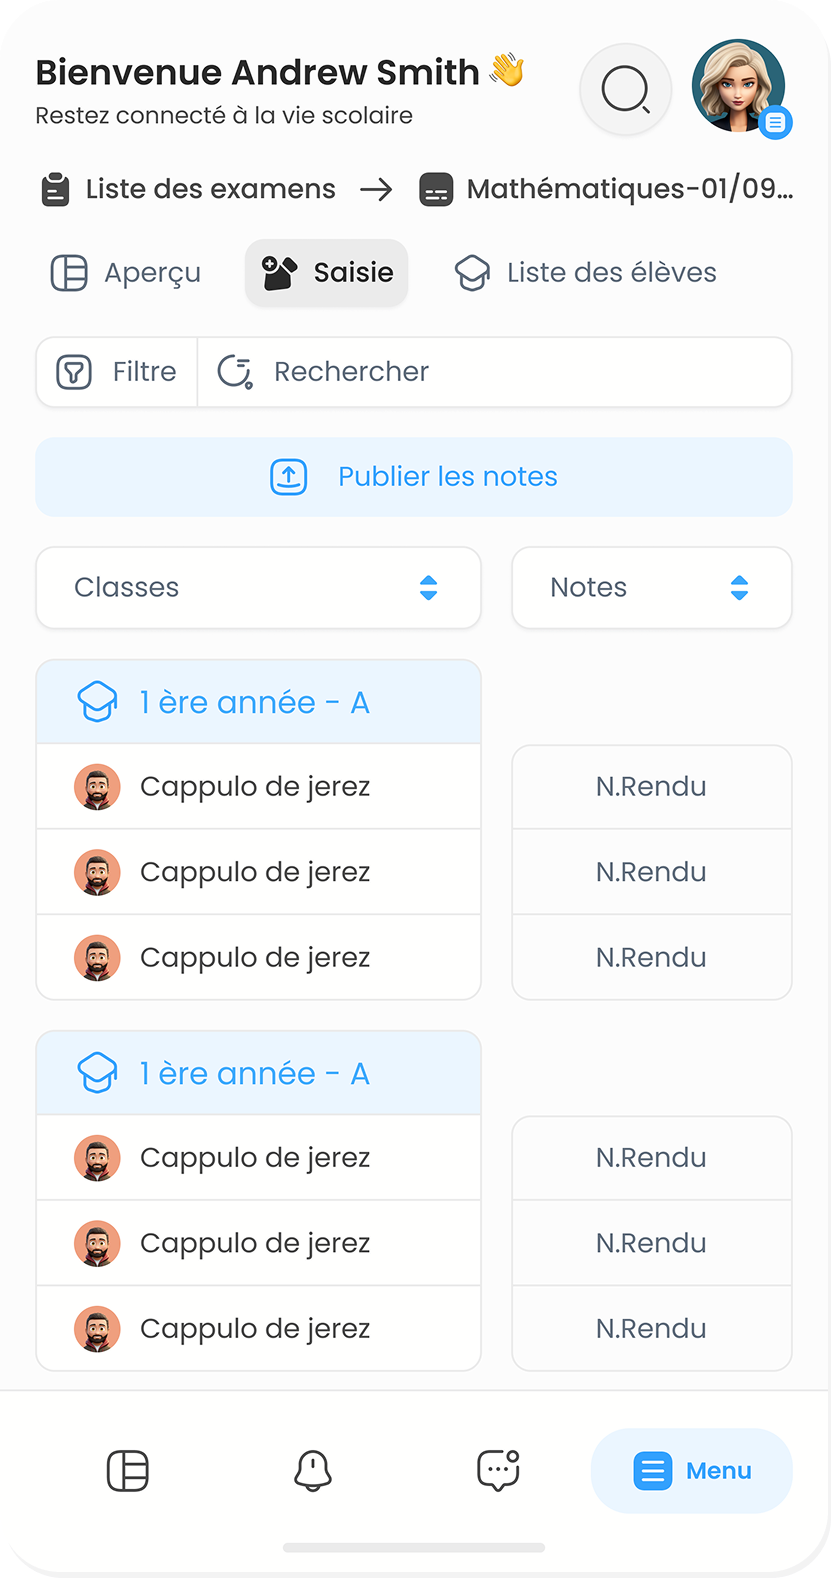 Bienvenue Andrew Smith 👋
Restez connecté à la vie scolaire
Liste des examens → Mathématiques-01/09...
Aperçu Saisie Liste des élèves
Filtre Rechercher
Publier les notes
Classes Notes
1 ère année - A
Cappulo de jerez N.Rendu
Cappulo de jerez N.Rendu
Cappulo de jerez N.Rendu
1 ère année - A
Cappulo de jerez N.Rendu
Cappulo de jerez N.Rendu
Cappulo de jerez N.Rendu
Menu